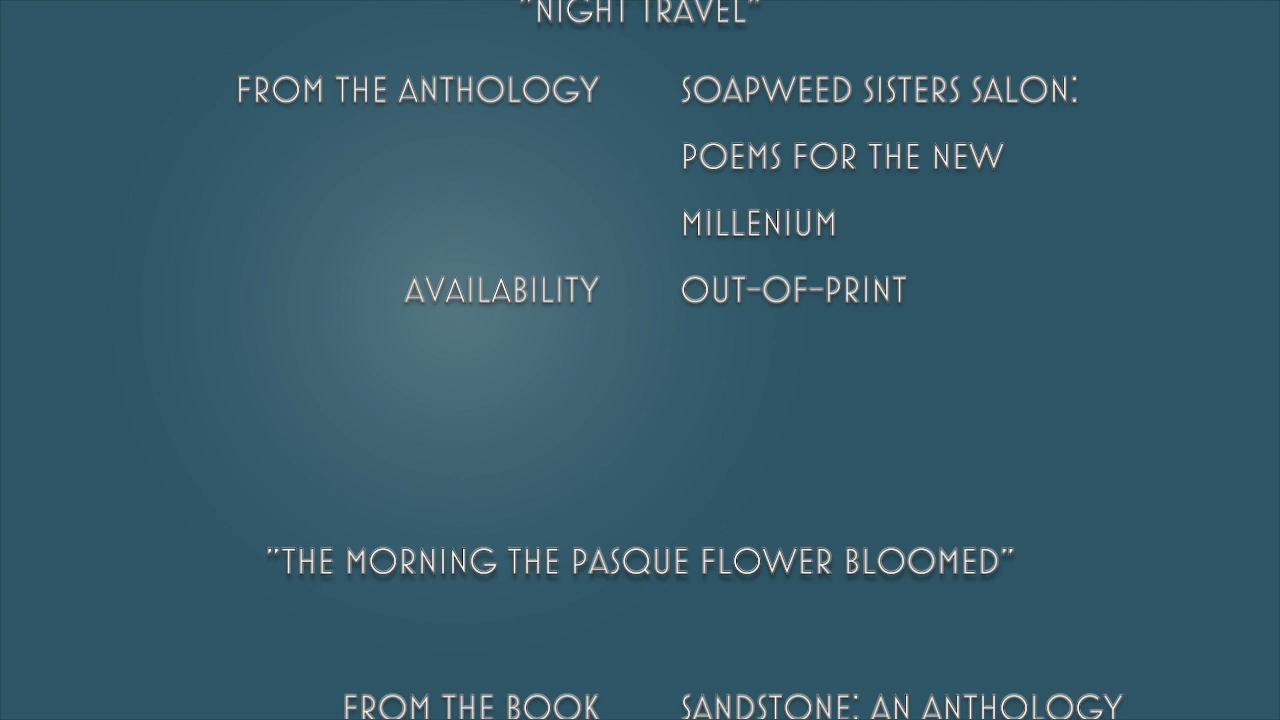 "NIGHT TRAVEL"
FROM THE ANTHOLOGY SOAPWEED SISTERS SALON:
POEMS FOR THE NEW
MILLENIUM
AVAILABILITY OUT-OF-PRINT
"THE MORNING THE PASQUE FLOWER BLOOMED"
FROM THE BOOK SANDSTONE: AN ANTHOLOGY